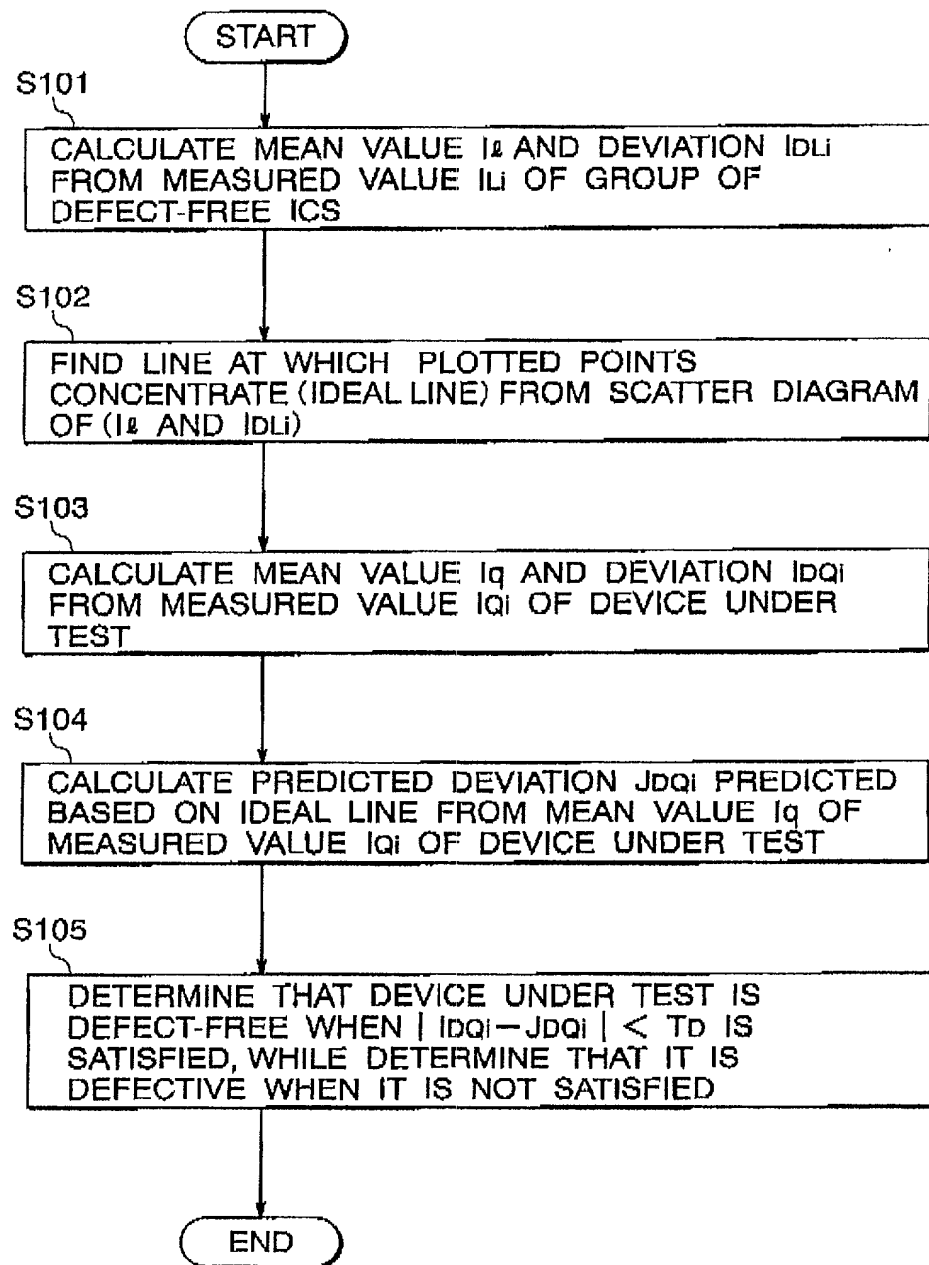 START
S101
CALCULATE MEAN VALUE Iℓ AND DEVIATION IDLi
FROM MEASURED VALUE ILi OF GROUP OF
DEFECT-FREE ICS
S102
FIND LINE AT WHICH PLOTTED POINTS
CONCENTRATE (IDEAL LINE) FROM SCATTER DIAGRAM
OF (Iℓ AND IDLi)
S103
CALCULATE MEAN VALUE Iq AND DEVIATION IDQi
FROM MEASURED VALUE IQi OF DEVICE UNDER
TEST
S104
CALCULATE PREDICTED DEVIATION JDQi PREDICTED
BASED ON IDEAL LINE FROM MEAN VALUE Iq OF
MEASURED VALUE IQi OF DEVICE UNDER TEST
S105
DETERMINE THAT DEVICE UNDER TEST IS
DEFECT-FREE WHEN | IDQi−JDQi | < TD IS
SATISFIED, WHILE DETERMINE THAT IT IS
DEFECTIVE WHEN IT IS NOT SATISFIED
END